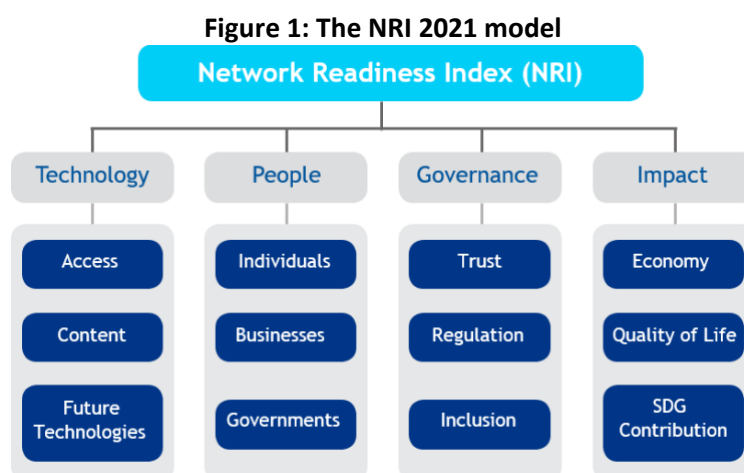 Figure 1: The NRI 2021 model
Network Readiness Index (NRI)
Technology
People
Governance
Impact
Access
Individuals
Trust
Economy
Content
Businesses
Regulation
Quality of Life
Future
Technologies
Governments
Inclusion
SDG
Contribution